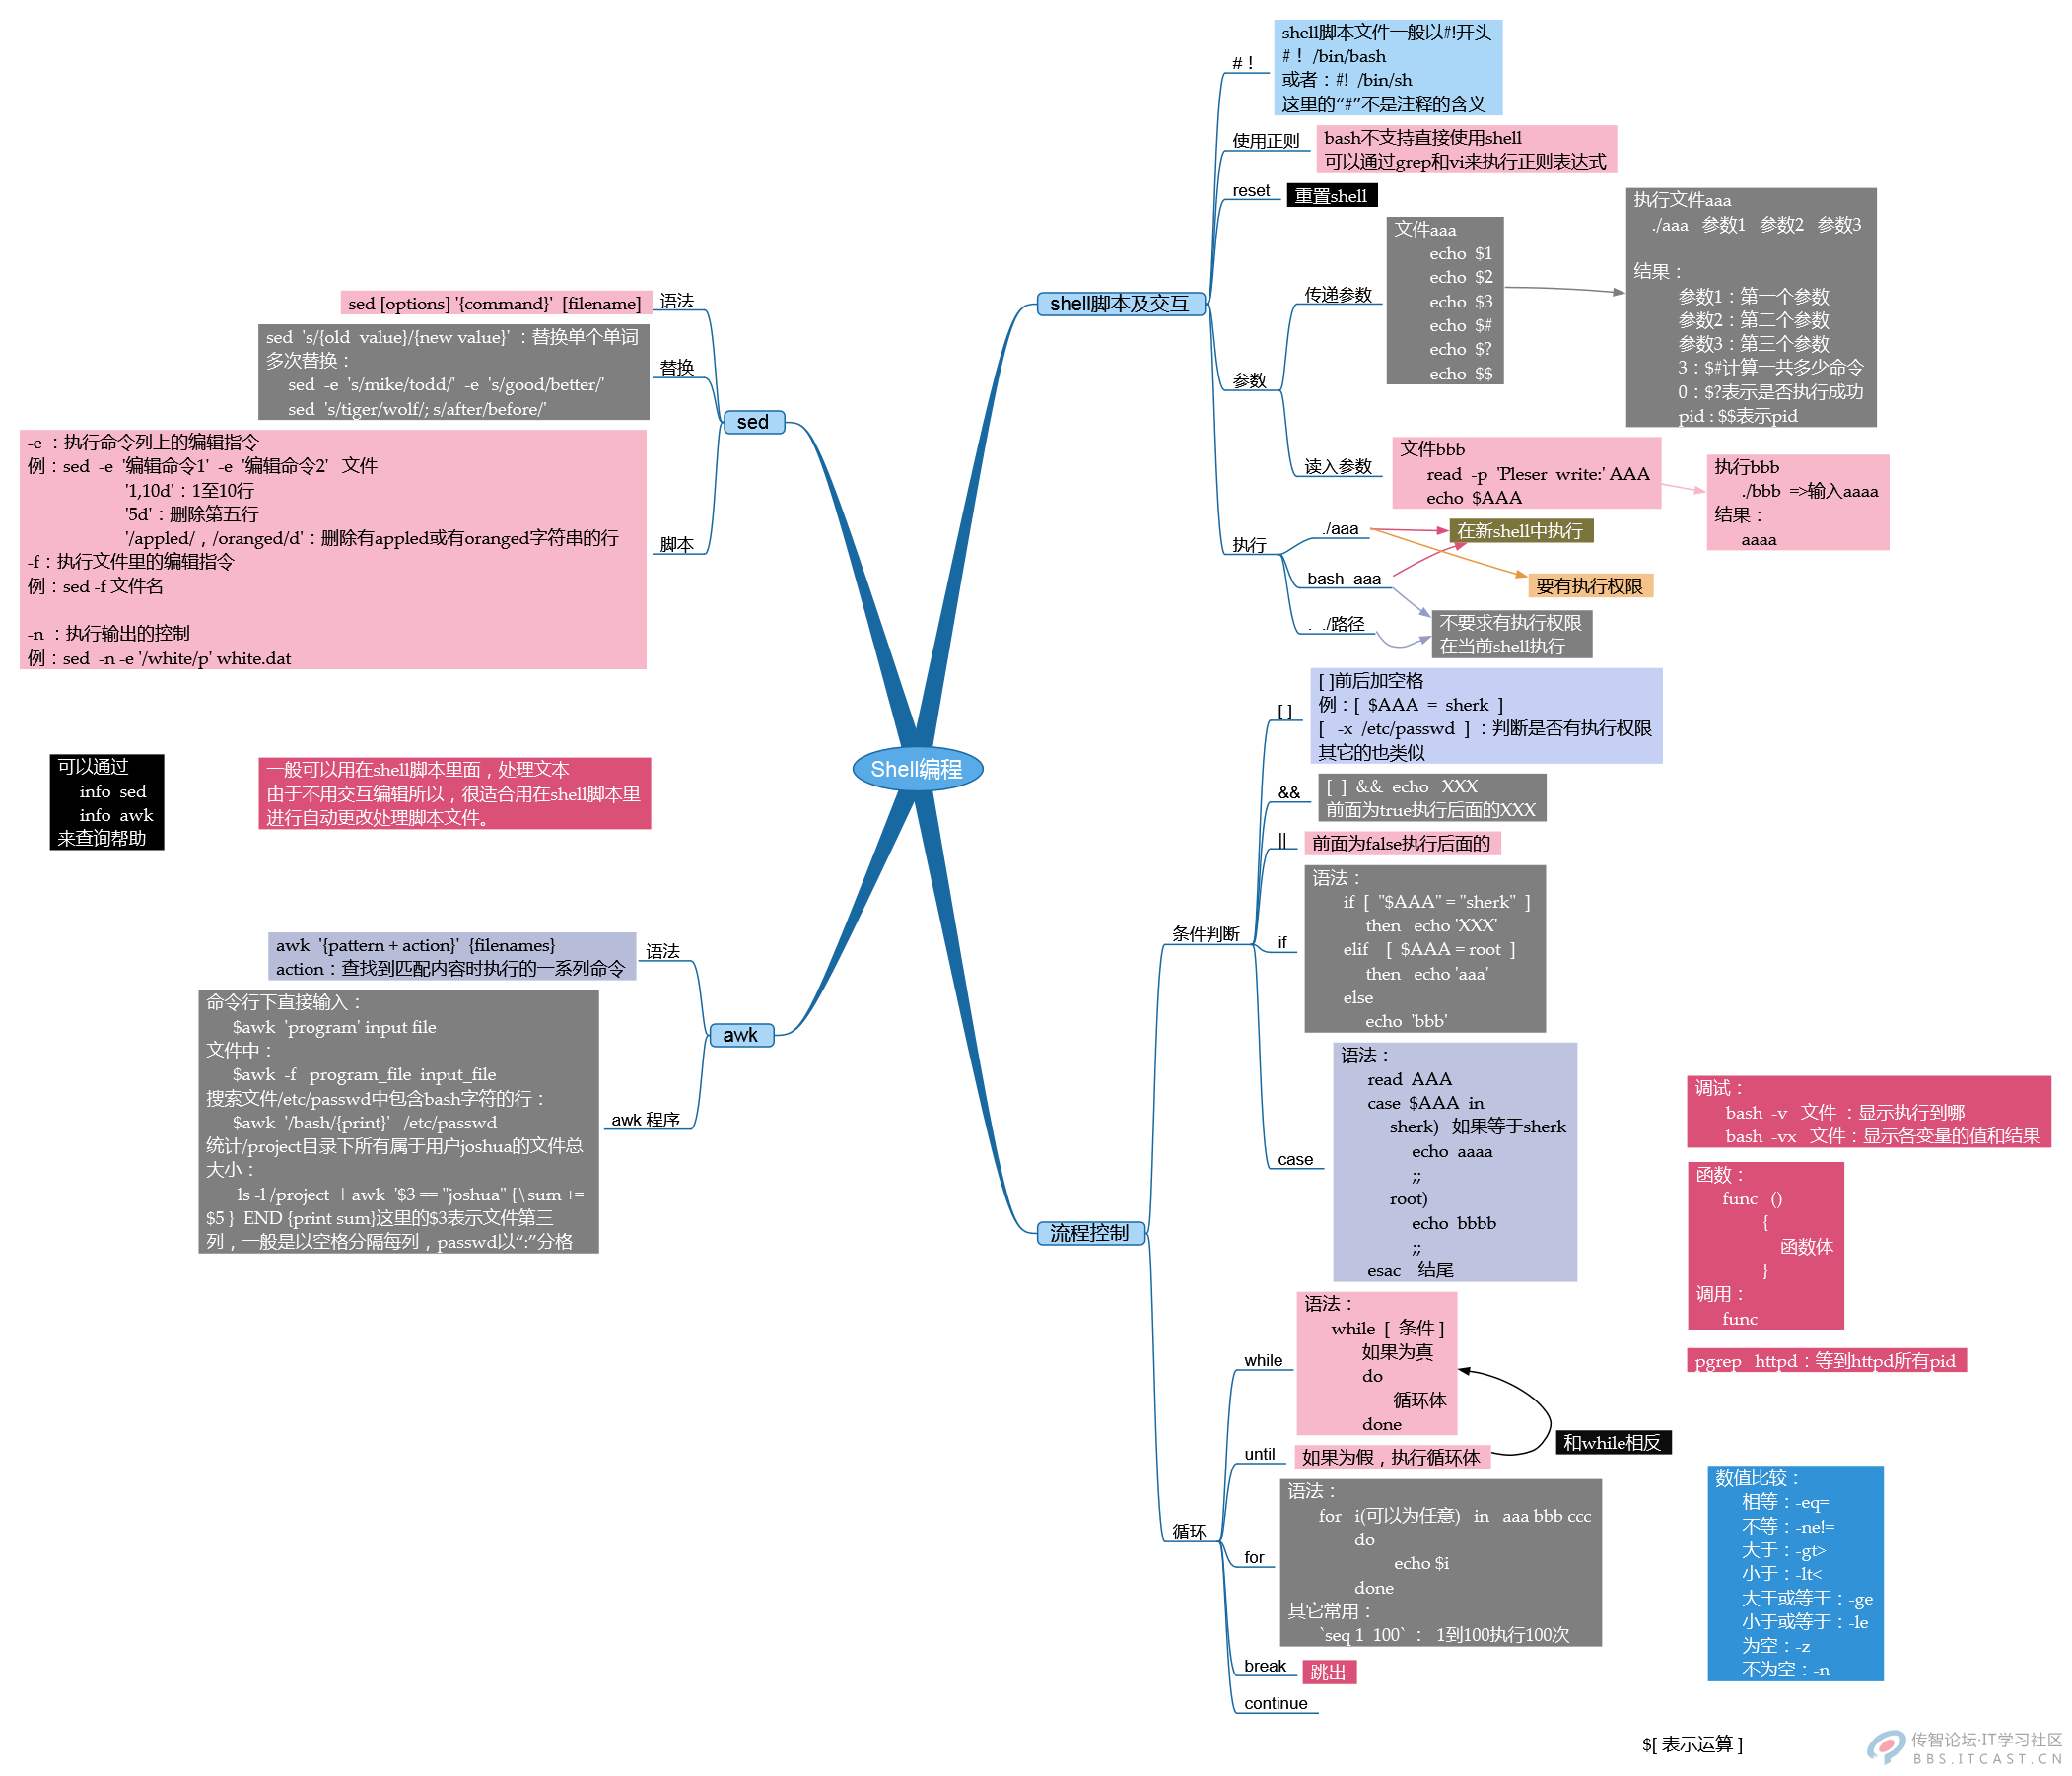 Shell编程
shell脚本及交互
#！
shell脚本文件一般以#!开头
#！ /bin/bash
或者：#! /bin/sh
这里的“#”不是注释的含义
使用正则
bash不支持直接使用shell
可以通过grep和vi来执行正则表达式
reset
重置shell
参数
传递参数
文件aaa
echo $1
echo $2
echo $3
echo $#
echo $?
echo $$
执行文件aaa
./aaa 参数1 参数2 参数3
结果：
参数1：第一个参数
参数2：第二个参数
参数3：第三个参数
3：$#计算一共多少命令
0：$?表示是否执行成功
pid : $$表示pid
读入参数
文件bbb
read -p 'Pleser write:' AAA
echo $AAA
执行bbb
./bbb =>输入aaaa
结果：
aaaa
执行
./aaa
在新shell中执行
要有执行权限
bash aaa
. ./路径
不要求有执行权限
在当前shell执行
流程控制
条件判断
[ ]
[ ]前后加空格
例：[ $AAA = sherk ]
[ -x /etc/passwd ] ：判断是否有执行权限
其它的也类似
&&
[ ] && echo XXX
前面为true执行后面的XXX
||
前面为false执行后面的
if
语法：
if [ "$AAA" = "sherk" ]
then echo 'XXX'
elif [ $AAA = root ]
then echo 'aaa'
else
echo 'bbb'
case
语法：
read AAA
case $AAA in
sherk) 如果等于sherk
echo aaaa
;;
root)
echo bbbb
;;
esac 结尾
循环
while
语法：
while [ 条件 ]
如果为真
do
循环体
done
until
如果为假，执行循环体
和while相反
for
语法：
for i(可以为任意) in aaa bbb ccc
do
echo $i
done
其它常用：
`seq 1 100` ： 1到100执行100次
break
跳出
continue
调试：
bash -v 文件 ：显示执行到哪
bash -vx 文件：显示各变量的值和结果
函数：
func ()
{
函数体
}
调用：
func
pgrep httpd：等到httpd所有pid
数值比较：
相等：-eq=
不等：-ne!=
大于：-gt>
小于：-lt<
大于或等于：-ge
小于或等于：-le
为空：-z
不为空：-n
$[ 表示运算 ]
sed
语法
sed [options] '{command}' [filename]
替换
sed 's/{old value}/{new value}' ：替换单个单词
多次替换：
sed -e 's/mike/todd/' -e 's/good/better/'
sed 's/tiger/wolf/; s/after/before/'
脚本
-e ：执行命令列上的编辑指令
例：sed -e '编辑命令1' -e '编辑命令2' 文件
'1,10d'：1至10行
'5d'：删除第五行
'/appled/，/oranged/d'：删除有appled或有oranged字符串的行
-f：执行文件里的编辑指令
例：sed -f 文件名
-n ：执行输出的控制
例：sed -n -e '/white/p' white.dat
可以通过
info sed
info awk
来查询帮助
一般可以用在shell脚本里面，处理文本
由于不用交互编辑所以，很适合用在shell脚本里
进行自动更改处理脚本文件。
awk
语法
awk '{pattern + action}' {filenames}
action：查找到匹配内容时执行的一系列命令
awk 程序
命令行下直接输入：
$awk 'program' input file
文件中：
$awk -f program_file input_file
搜索文件/etc/passwd中包含bash字符的行：
$awk '/bash/{print}' /etc/passwd
统计/project目录下所有属于用户joshua的文件总
大小：
ls -l /project | awk '$3 == "joshua" {\sum +=
$5 } END {print sum}这里的$3表示文件第三
列，一般是以空格分隔每列，passwd以“:”分格
传智论坛·IT学习社区
BBS.ITCAST.CN